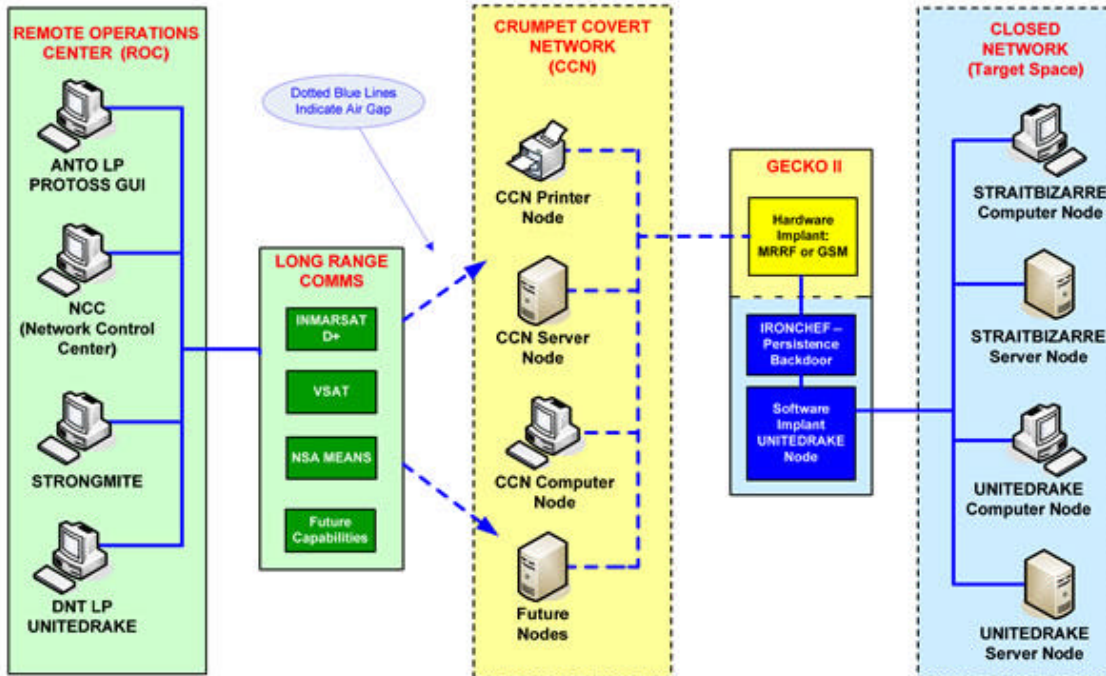 REMOTE OPERATIONS
CENTER (ROC)
ANTO LP
PROTOSS GUI
NCC
(Network Control
Center)
STRONGMITE
DNT LP
UNITEDRAKE
Dotted Blue Lines
Indicate Air Gap
LONG RANGE
COMMS
INMARSAT
D+
VSAT
NSA MEANS
Future
Capabilities
CRUMPET COVERT
NETWORK
(CCN)
CCN Printer
Node
CCN Server
Node
CCN Computer
Node
Future
Nodes
GECKO II
Hardware
Implant:
MRRF or GSM
IRONCHEF –
Persistence
Backdoor
Software
Implant
UNITEDRAKE
Node
CLOSED
NETWORK
(Target Space)
STRAITBIZARRE
Computer Node
STRAITBIZARRE
Server Node
UNITEDRAKE
Computer Node
UNITEDRAKE
Server Node